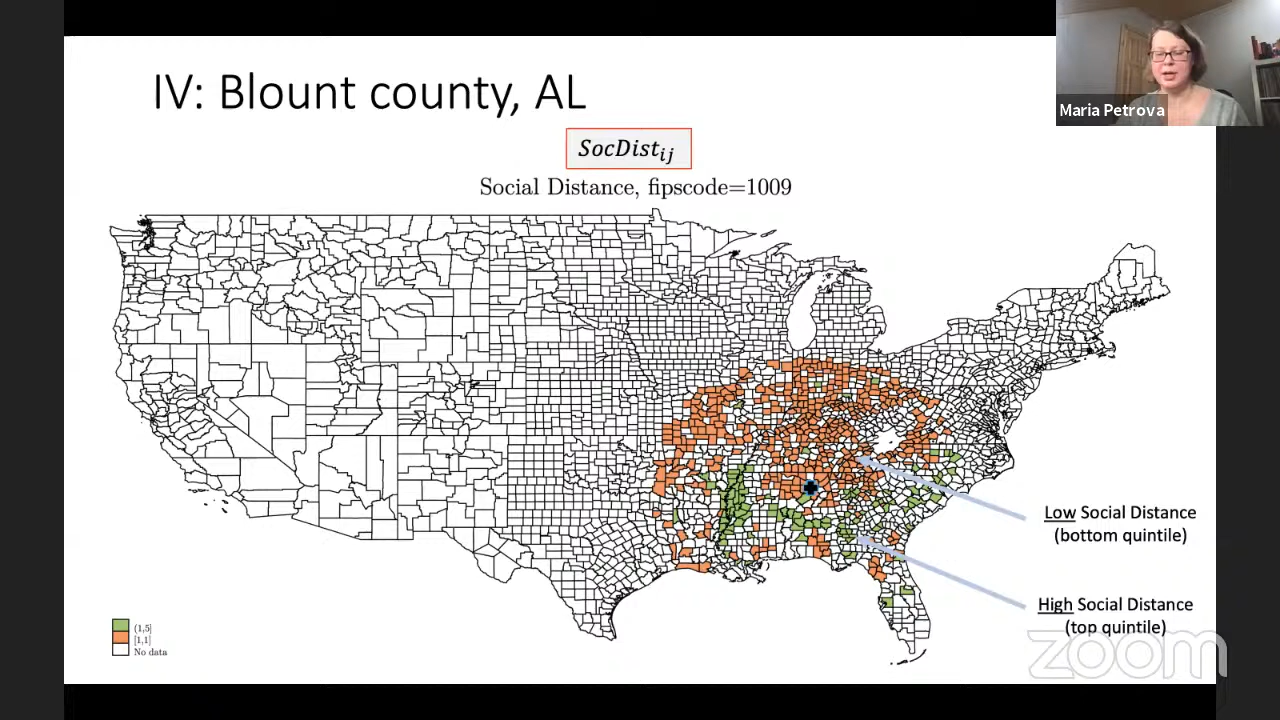 IV: Blount county, AL
Maria Petrova
SocDist_ij
Social Distance, fipscode=1009
Low Social Distance
(bottom quintile)
High Social Distance
(top quintile)
(1,5]
[1,1]
No data
zoom